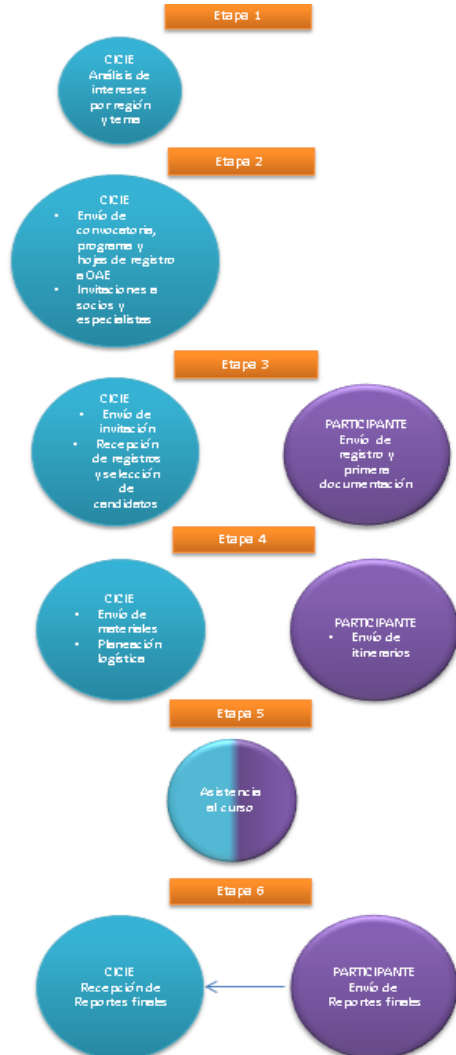 Etapa 1
CICIE
Análisis de
intereses
por región
y tema
Etapa 2
CICIE
• Envío de
convocatoria,
programa y
hojas de registro
a OAE
• Invitaciones a
socios y
especialistas
Etapa 3
CICIE
• Envío de
invitación
• Recepción
de registros
y selección
de
candidatos
PARTICIPANTE
Envío de
registro y
primera
documentación
Etapa 4
CICIE
• Envío de
materiales
• Planeación
logística
PARTICIPANTE
• Envío de
itinerarios
Etapa 5
Asistencia
al curso
Etapa 6
CICIE
Recepción de
Reportes finales
PARTICIPANTE
Envío de
Reportes finales